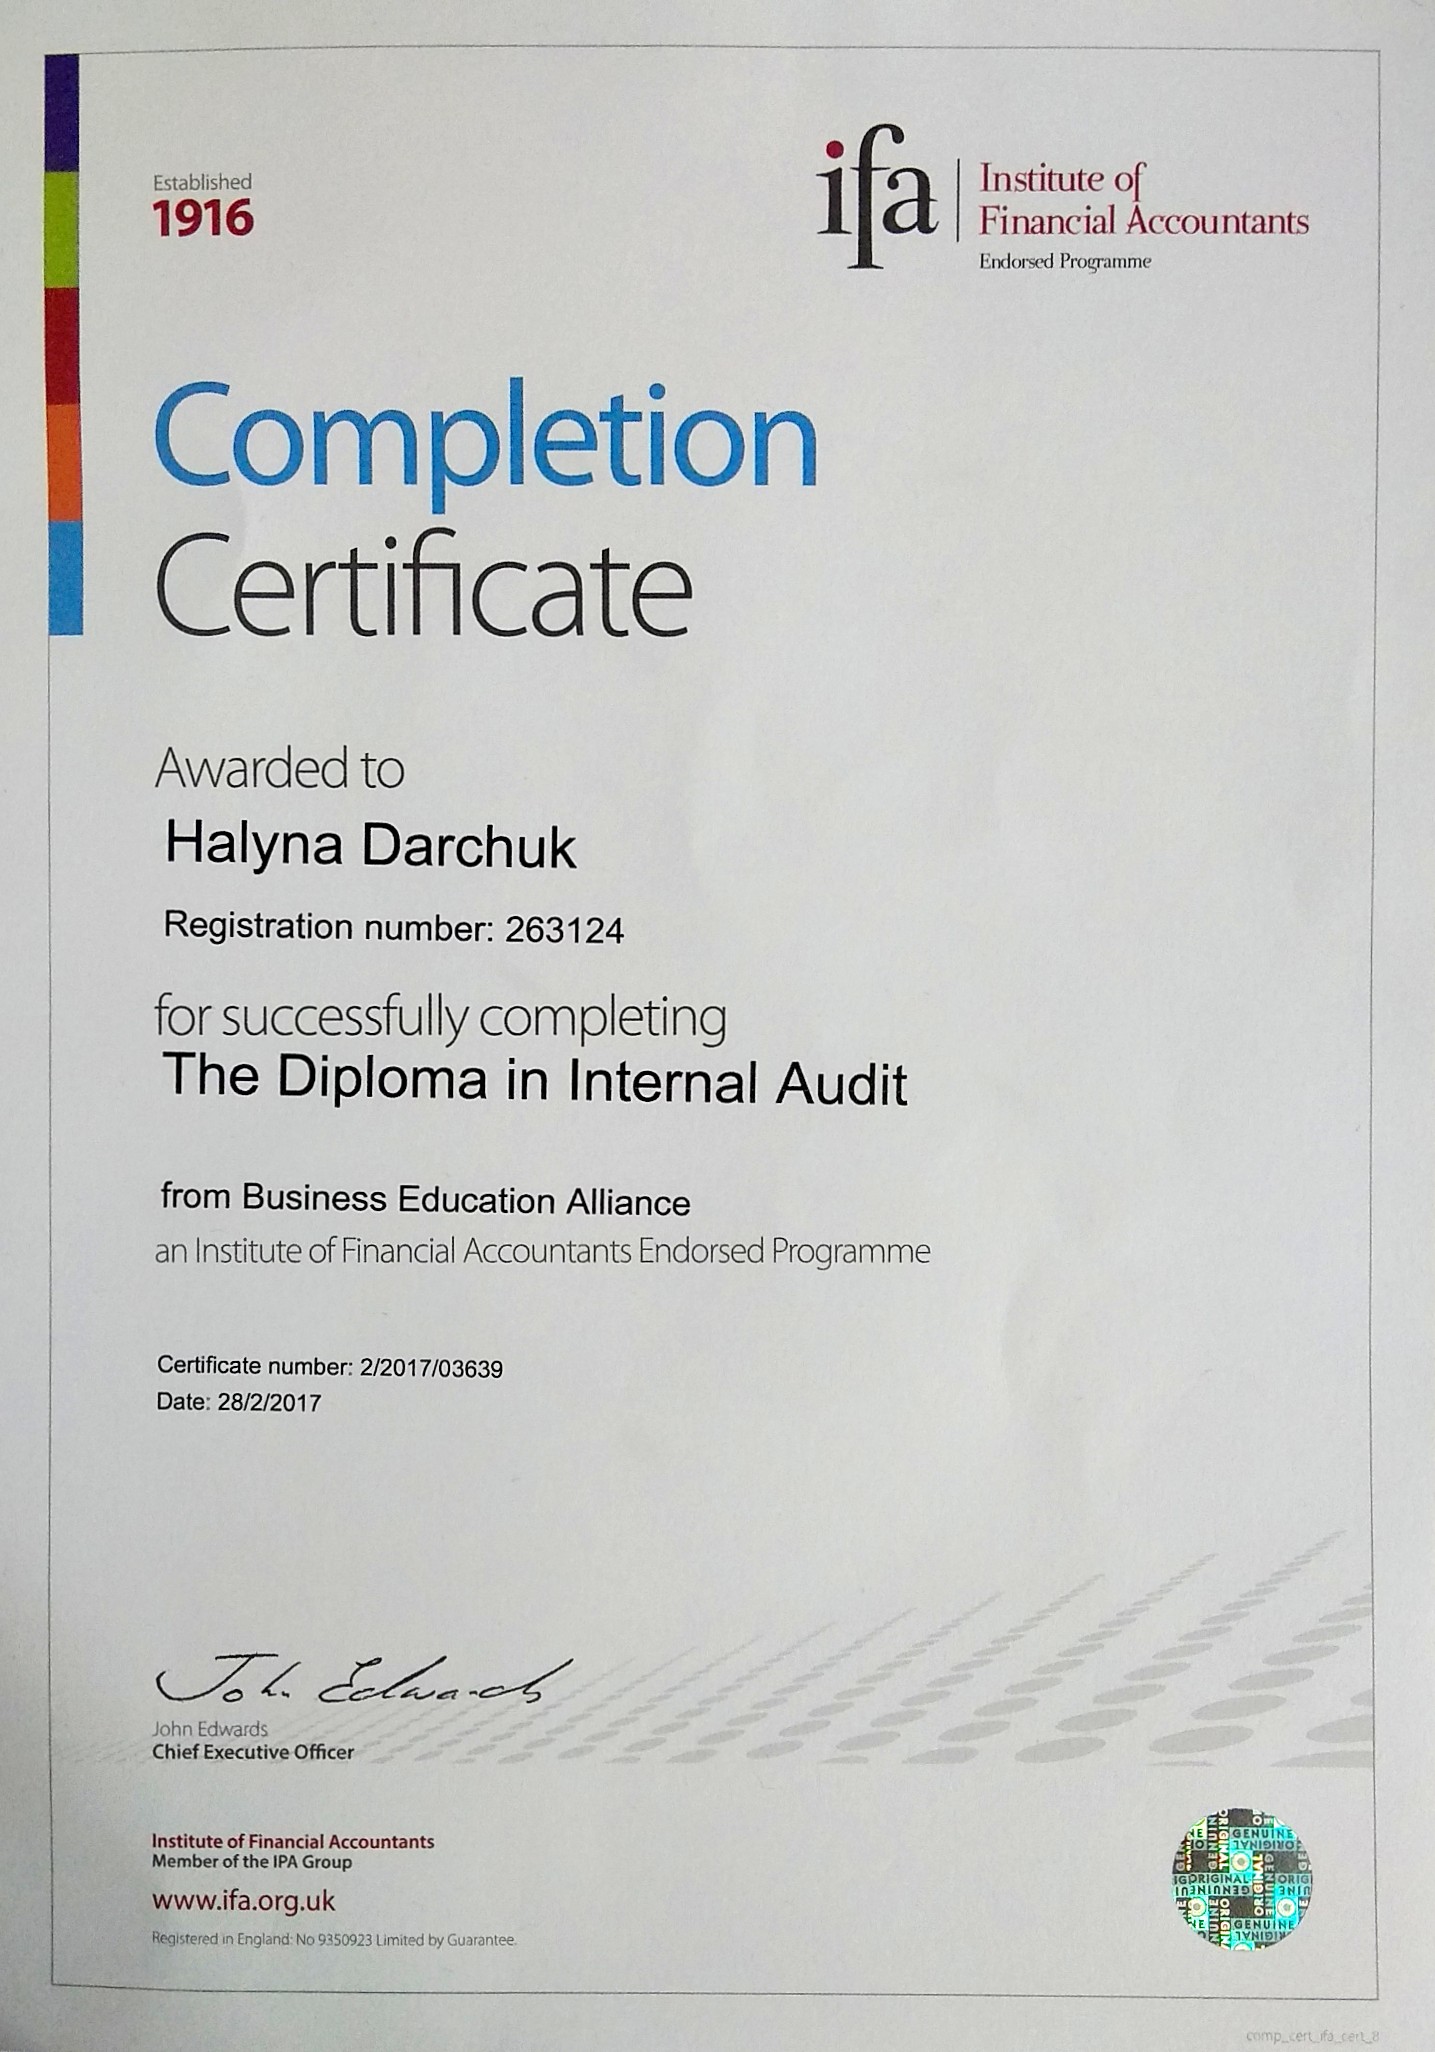 Established
1916
ifa
Institute of
Financial Accountants
Endorsed Programme
Completion
Certificate
Awarded to
Halyna Darchuk
Registration number: 263124
for successfully completing
The Diploma in Internal Audit
from Business Education Alliance
an Institute of Financial Accountants Endorsed Programme
Certificate number: 2/2017/03639
Date: 28/2/2017
John Edwards
John Edwards
Chief Executive Officer
Institute of Financial Accountants
Member of the IPA Group
www.ifa.org.uk
Registered in England: No 9350923 Limited by Guarantee.
GENUINE
ORIGINAL
ORIGINAL
GENUINE
GENUINE
ORIGINAL
comp_cert_ifa_cert_8